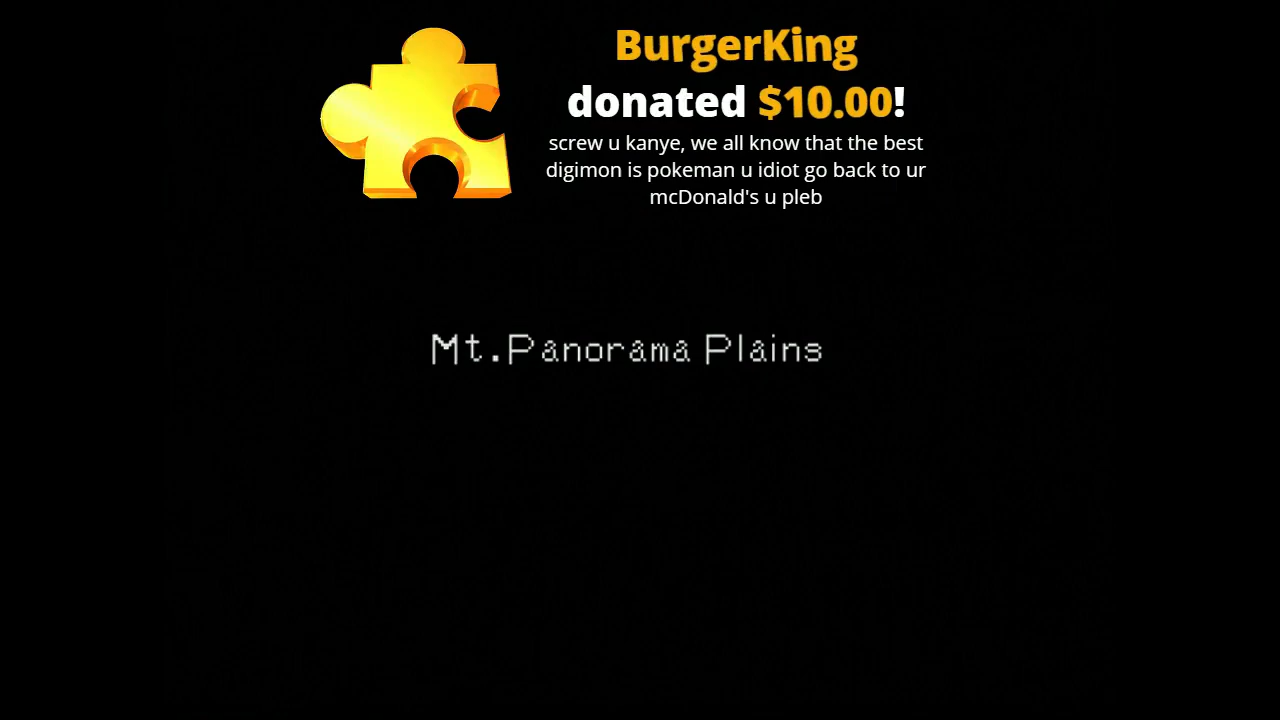 BurgerKing
donated $10.00!
screw u kanye, we all know that the best
digimon is pokeman u idiot go back to ur
mcDonald's u pleb
Mt.Panorama Plains